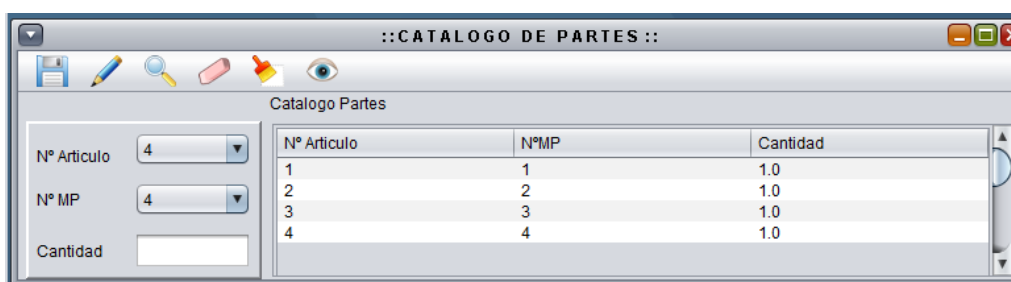 ::CATALOGO DE PARTES::
Catalogo Partes
Nº Articulo 4
Nº MP 4
Cantidad
Nº Articulo NºMP Cantidad
1 1 1.0
2 2 1.0
3 3 1.0
4 4 1.0